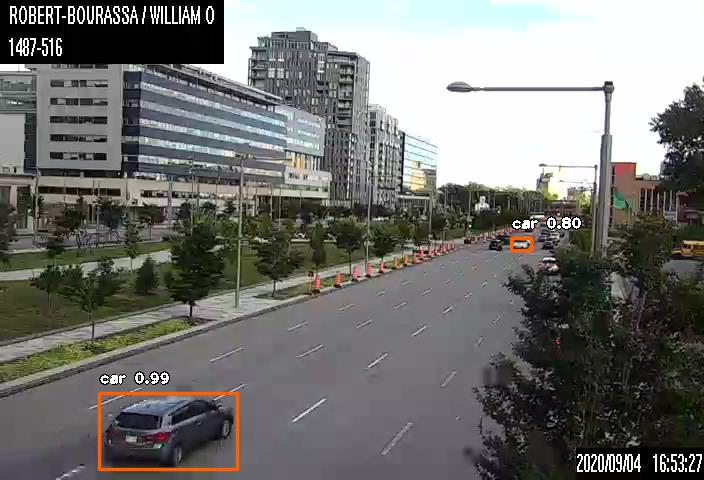 ROBERT-BOURASSA / WILLIAM O
1487-516
car 0.80
car 0.99
2020/09/04 16:53:27